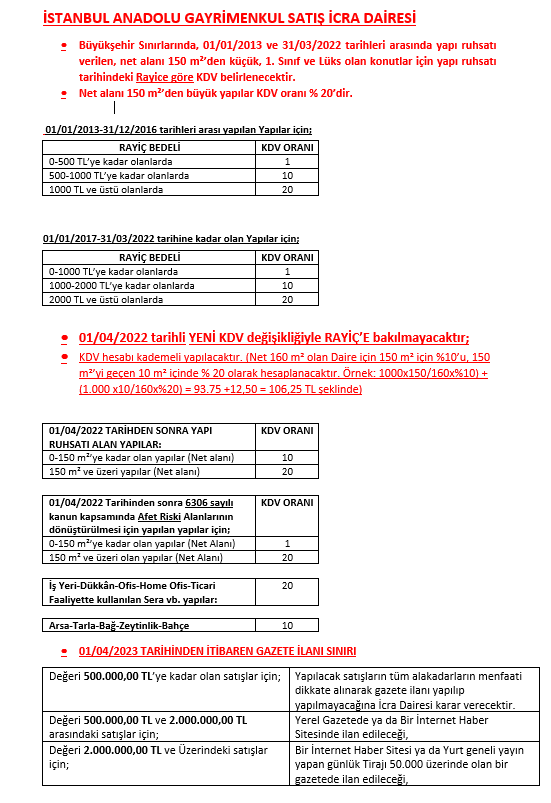 İSTANBUL ANADOLU GAYRİMENKUL SATIŞ İCRA DAİRESİ
• Büyükşehir Sınırlarında, 01/01/2013 ve 31/03/2022 tarihleri arasında yapı ruhsatı
verilen, net alanı 150 m²'den küçük, 1. Sınıf ve Lüks olan konutlar için yapı ruhsatı
tarihindeki Rayice göre KDV belirlenecektir.
• Net alanı 150 m²'den büyük yapılar KDV oranı % 20'dir.
01/01/2013-31/12/2016 tarihleri arası yapılan Yapılar için;
RAYİÇ BEDELİ KDV ORANI
0-500 TL'ye kadar olanlarda 1
500-1000 TL'ye kadar olanlarda 10
1000 TL ve üstü olanlarda 20
01/01/2017-31/03/2022 tarihine kadar olan Yapılar için;
RAYİÇ BEDELİ KDV ORANI
0-1000 TL'ye kadar olanlarda 1
1000-2000 TL'ye kadar olanlarda 10
2000 TL ve üstü olanlarda 20
• 01/04/2022 tarihli YENİ KDV değişikliğiyle RAYİÇ'E bakılmayacaktır;
• KDV hesabı kademeli yapılacaktır. (Net 160 m² olan Daire için 150 m² için %10'u, 150
m²'yi geçen 10 m² içinde % 20 olarak hesaplanacaktır. Örnek: 1000x150/160x%10) +
(1.000 x10/160x%20) = 93.75 +12,50 = 106,25 TL şeklinde)
01/04/2022 TARİHDEN SONRA YAPI KDV ORANI
RUHSATI ALAN YAPILAR:
0-150 m²'ye kadar olan yapılar (Net alanı) 10
150 m² ve üzeri yapılar (Net alanı) 20
01/04/2022 Tarihinden sonra 6306 sayılı KDV ORANI
kanun kapsamında Afet Riski Alanlarının
dönüştürülmesi için yapılan yapılar için;
0-150 m²'ye kadar olan yapılar (Net Alanı) 1
150 m² ve üzeri olan yapılar (Net Alanı) 20
İş Yeri-Dükkân-Ofis-Home Ofis-Ticari 20
Faaliyette kullanılan Sera vb. yapılar:
Arsa-Tarla-Bağ-Zeytinlik-Bahçe 10
• 01/04/2023 TARİHİNDEN İTİBAREN GAZETE İLANI SINIRI
Değeri 500.000,00 TL'ye kadar olan satışlar için; Yapılacak satışların tüm alakadarların menfaati
dikkate alınarak gazete ilanı yapılıp
yapılmayacağına İcra Dairesi karar verecektir.
Değeri 500.000,00 TL ve 2.000.000,00 TL Yerel Gazetede ya da Bir İnternet Haber
arasındaki satışlar için; Sitesinde ilan edileceği,
Değeri 2.000.000,00 TL ve Üzerindeki satışlar Bir İnternet Haber Sitesi ya da Yurt geneli yayın
için; yapan günlük Tirajı 50.000 üzerinde olan bir
gazetede ilan edileceği,